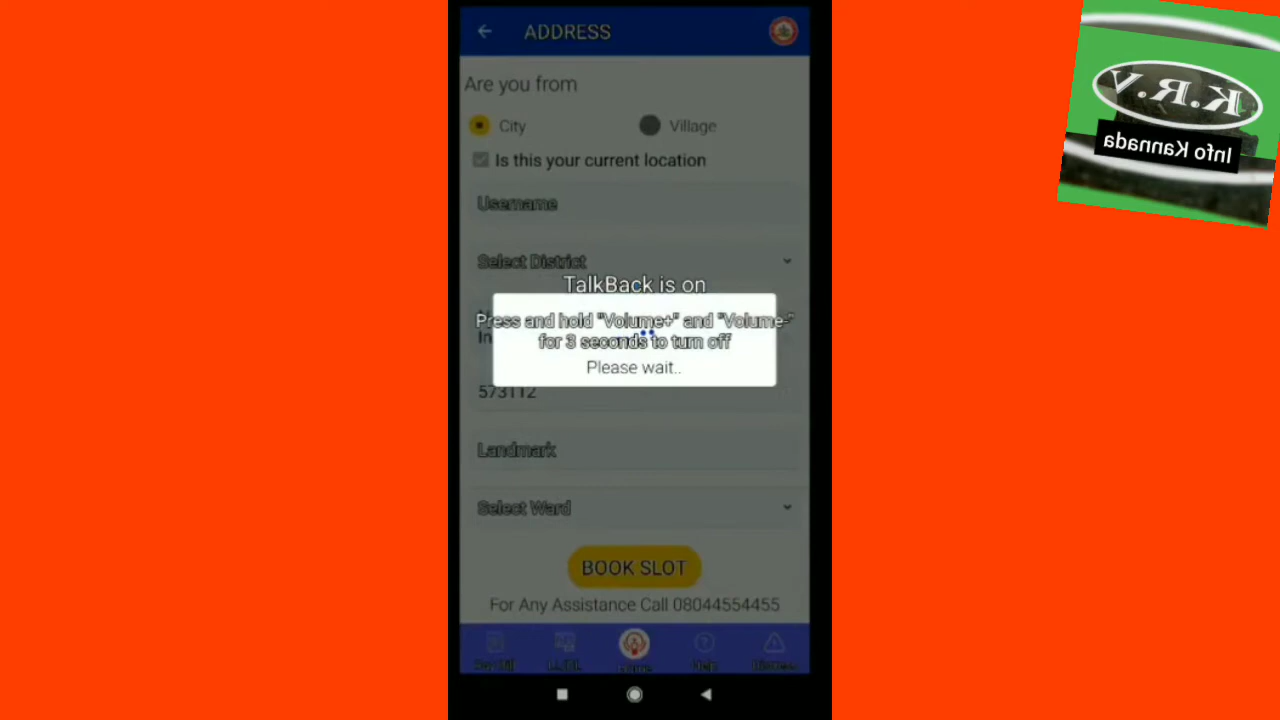 ADDRESS
Are you from
City
Village
Is this your current location
Username
Select District
TalkBack is on
Press and hold "Volume+" and "Volume-"
for 3 seconds to turn off
Please wait..
573112
Landmark
Select Ward
BOOK SLOT
For Any Assistance Call 08044554455
Home
Help
K.R.V
Info Kannada